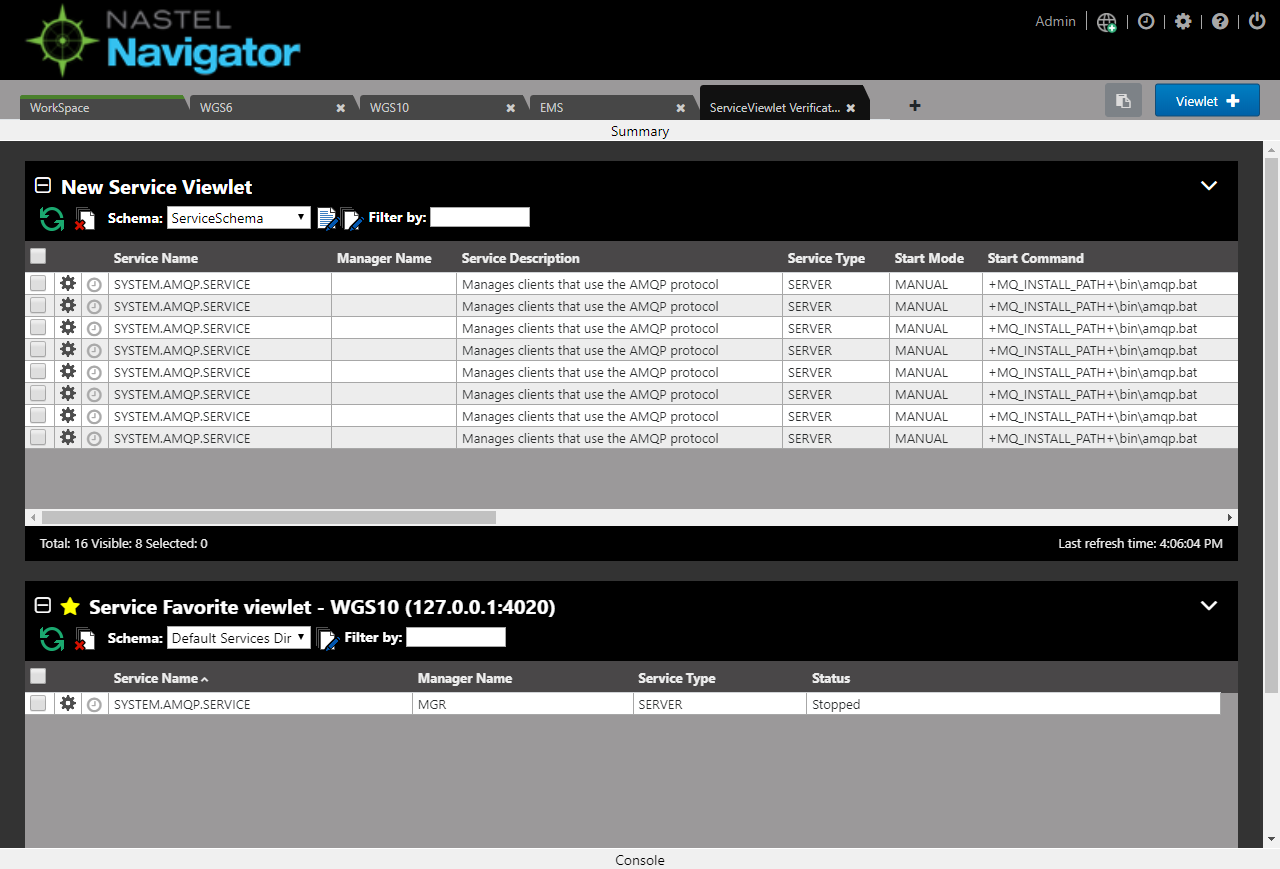 NASTEL
Navigator
Admin
WorkSpace WGS6 WGS10 EMS ServiceViewlet Verificat... Viewlet
Summary
New Service Viewlet
Schema: ServiceSchema Filter by:
Service Name Manager Name Service Description Service Type Start Mode Start Command
SYSTEM.AMQP.SERVICE Manages clients that use the AMQP protocol SERVER MANUAL +MQ_INSTALL_PATH+\bin\amqp.bat
SYSTEM.AMQP.SERVICE Manages clients that use the AMQP protocol SERVER MANUAL +MQ_INSTALL_PATH+\bin\amqp.bat
SYSTEM.AMQP.SERVICE Manages clients that use the AMQP protocol SERVER MANUAL +MQ_INSTALL_PATH+\bin\amqp.bat
SYSTEM.AMQP.SERVICE Manages clients that use the AMQP protocol SERVER MANUAL +MQ_INSTALL_PATH+\bin\amqp.bat
SYSTEM.AMQP.SERVICE Manages clients that use the AMQP protocol SERVER MANUAL +MQ_INSTALL_PATH+\bin\amqp.bat
SYSTEM.AMQP.SERVICE Manages clients that use the AMQP protocol SERVER MANUAL +MQ_INSTALL_PATH+\bin\amqp.bat
SYSTEM.AMQP.SERVICE Manages clients that use the AMQP protocol SERVER MANUAL +MQ_INSTALL_PATH+\bin\amqp.bat
SYSTEM.AMQP.SERVICE Manages clients that use the AMQP protocol SERVER MANUAL +MQ_INSTALL_PATH+\bin\amqp.bat
Total: 16 Visible: 8 Selected: 0 Last refresh time: 4:06:04 PM
Service Favorite viewlet - WGS10 (127.0.0.1:4020)
Schema: Default Services Dir Filter by:
Service Name Manager Name Service Type Status
SYSTEM.AMQP.SERVICE MGR SERVER Stopped
Console